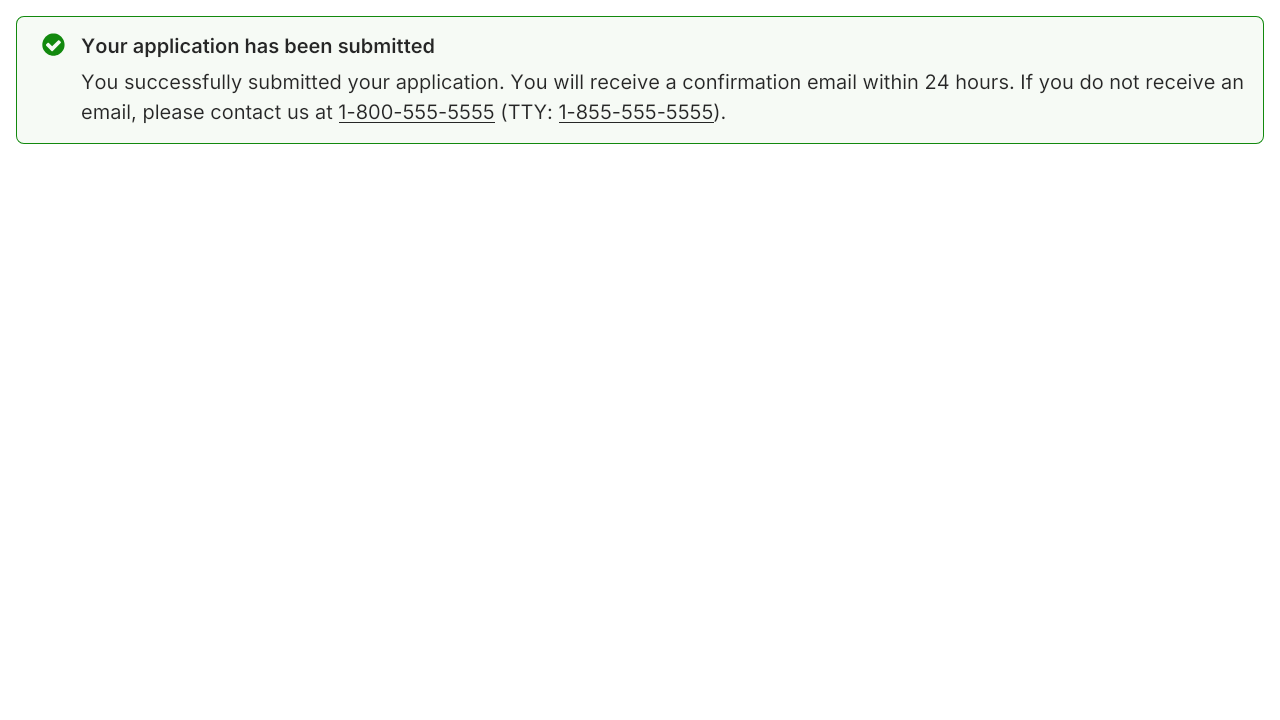 Your application has been submitted
You successfully submitted your application. You will receive a confirmation email within 24 hours. If you do not receive an
email, please contact us at 1-800-555-5555 (TTY: 1-855-555-5555).